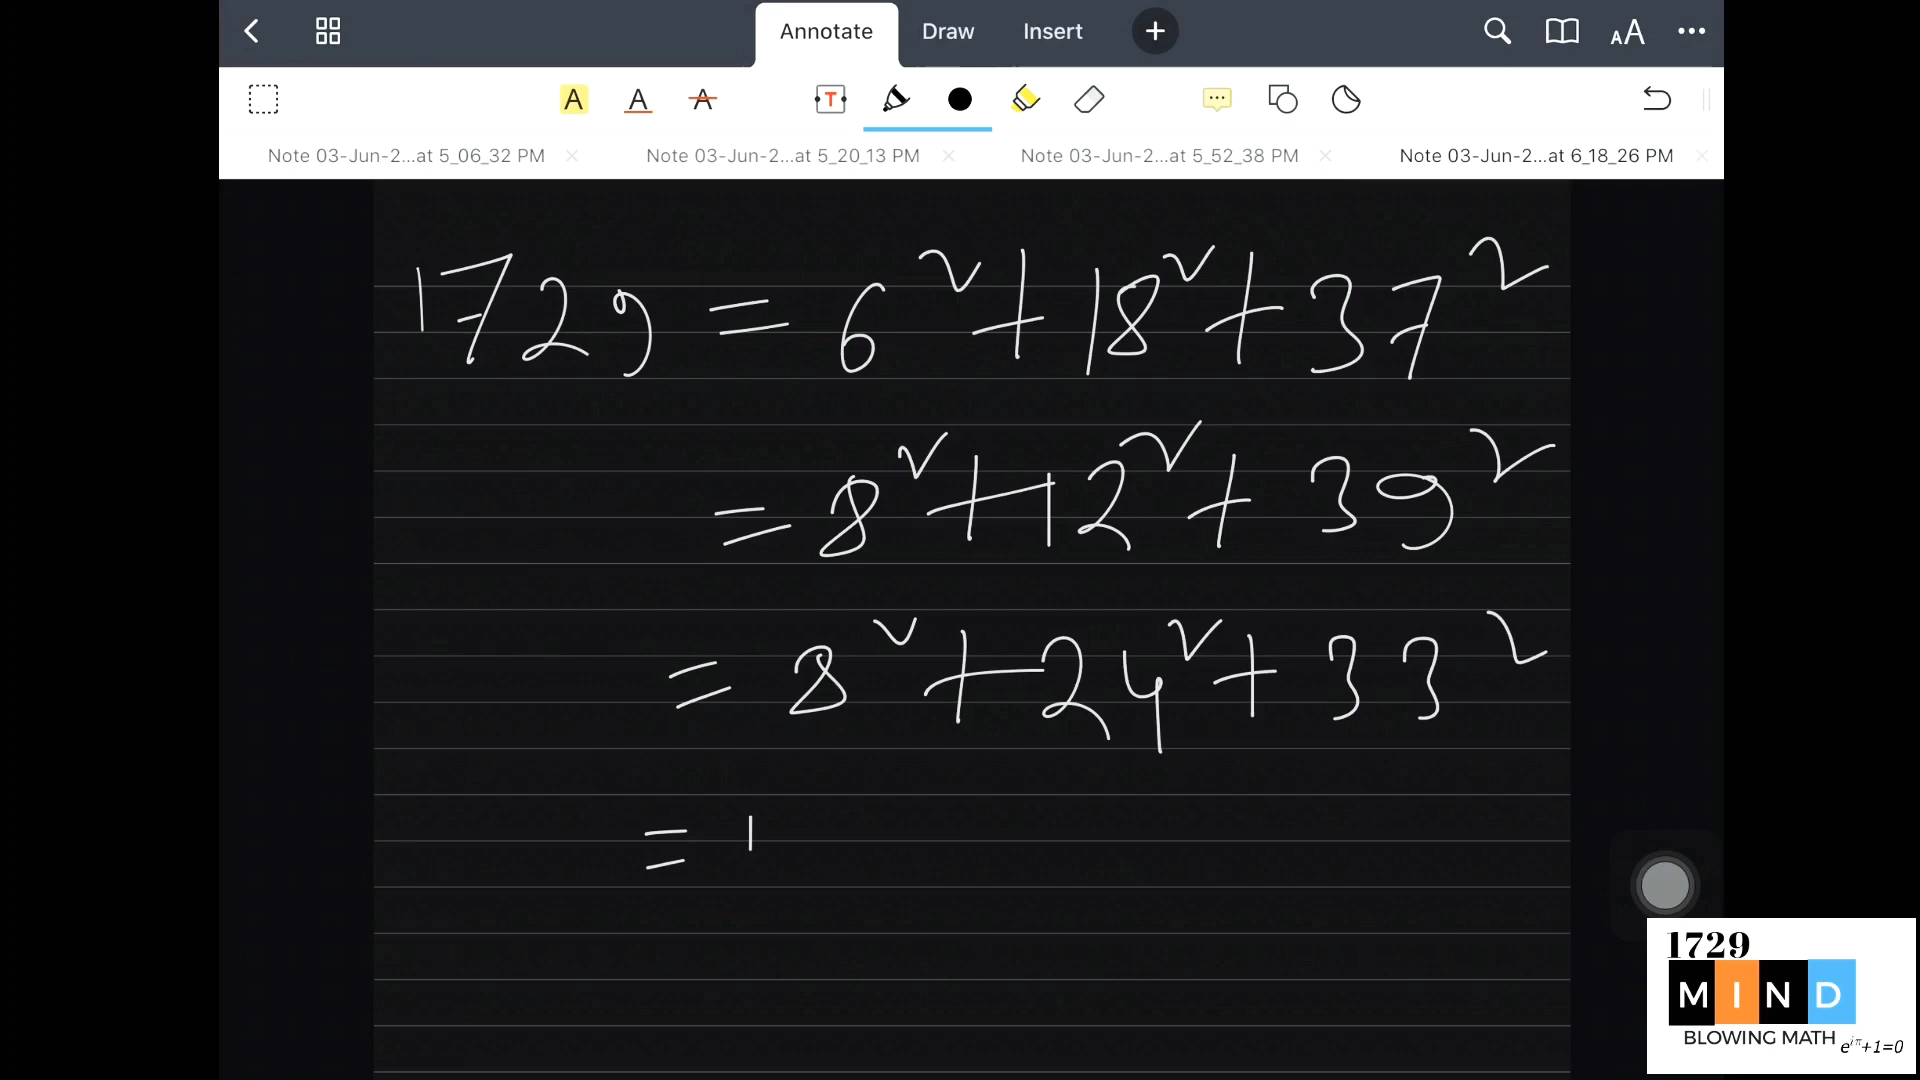 Annotate Draw Insert
A A A T
Note 03-Jun-2...at 5_06_32 PM Note 03-Jun-2...at 5_20_13 PM Note 03-Jun-2...at 5_52_38 PM Note 03-Jun-2...at 6_18_26 PM
1729 = 6² + 18² + 37²
= 8² + 12² + 39²
= 8² + 24² + 33²
= 1
1729
MIND
BLOWING MATH
e^{iπ}+1=0